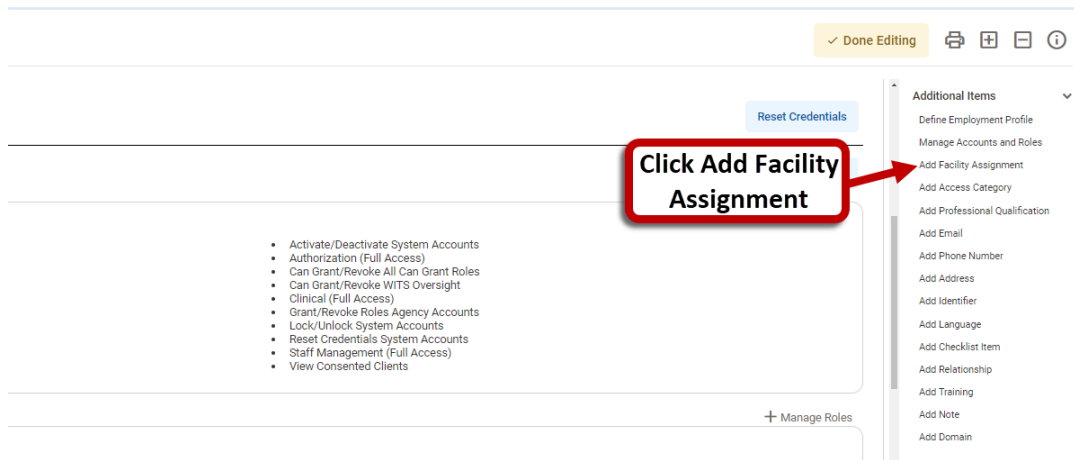 Done Editing
Reset Credentials
Click Add Facility
Assignment
Activate/Deactivate System Accounts
Authorization (Full Access)
Can Grant/Revoke All Can Grant Roles
Can Grant/Revoke WITS Oversight
Clinical (Full Access)
Grant/Revoke Roles Agency Accounts
Lock/Unlock System Accounts
Reset Credentials System Accounts
Staff Management (Full Access)
View Consented Clients
Manage Roles
Additional Items
Define Employment Profile
Manage Accounts and Roles
Add Facility Assignment
Add Access Category
Add Professional Qualification
Add Email
Add Phone Number
Add Address
Add Identifier
Add Language
Add Checklist Item
Add Relationship
Add Training
Add Note
Add Domain